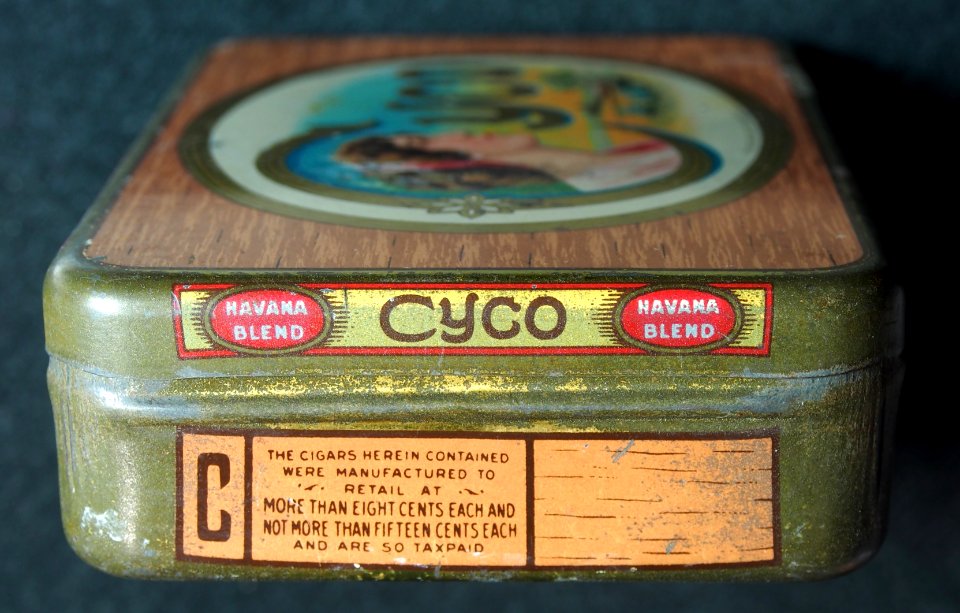 HAVANA
BLEND
CYCO
HAVANA
BLEND
C
THE CIGARS HEREIN CONTAINED
WERE MANUFACTURED TO
RETAIL AT
MORE THAN EIGHT CENTS EACH AND
NOT MORE THAN FIFTEEN CENTS EACH
AND ARE SO TAXPAID